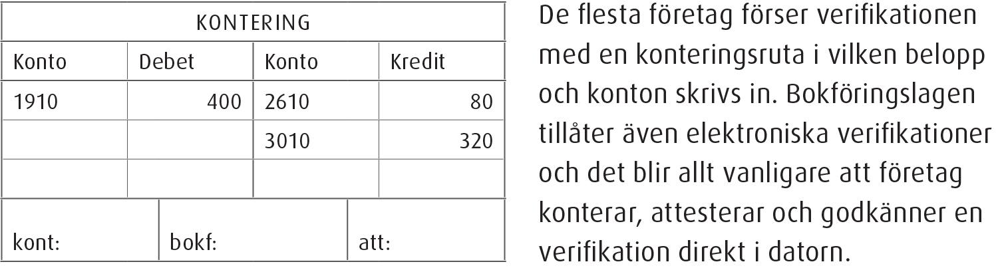 KONTERING
Konto Debet Konto Kredit
1910 400 2610 80
3010 320
kont: bokf: att:
De flesta företag förser verifikationen
med en konteringsruta i vilken belopp
och konton skrivs in. Bokföringslagen
tillåter även elektroniska verifikationer
och det blir allt vanligare att företag
konterar, attesterar och godkänner en
verifikation direkt i datorn.